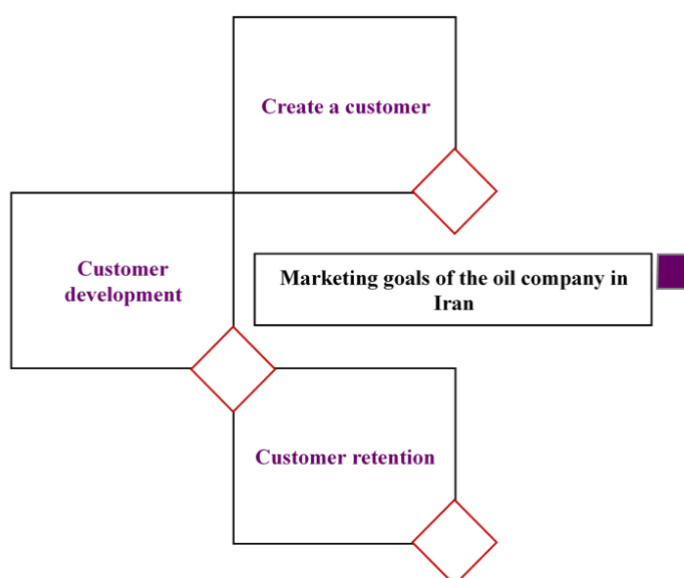 Create a customer
Customer
development
Marketing goals of the oil company in
Iran
Customer retention